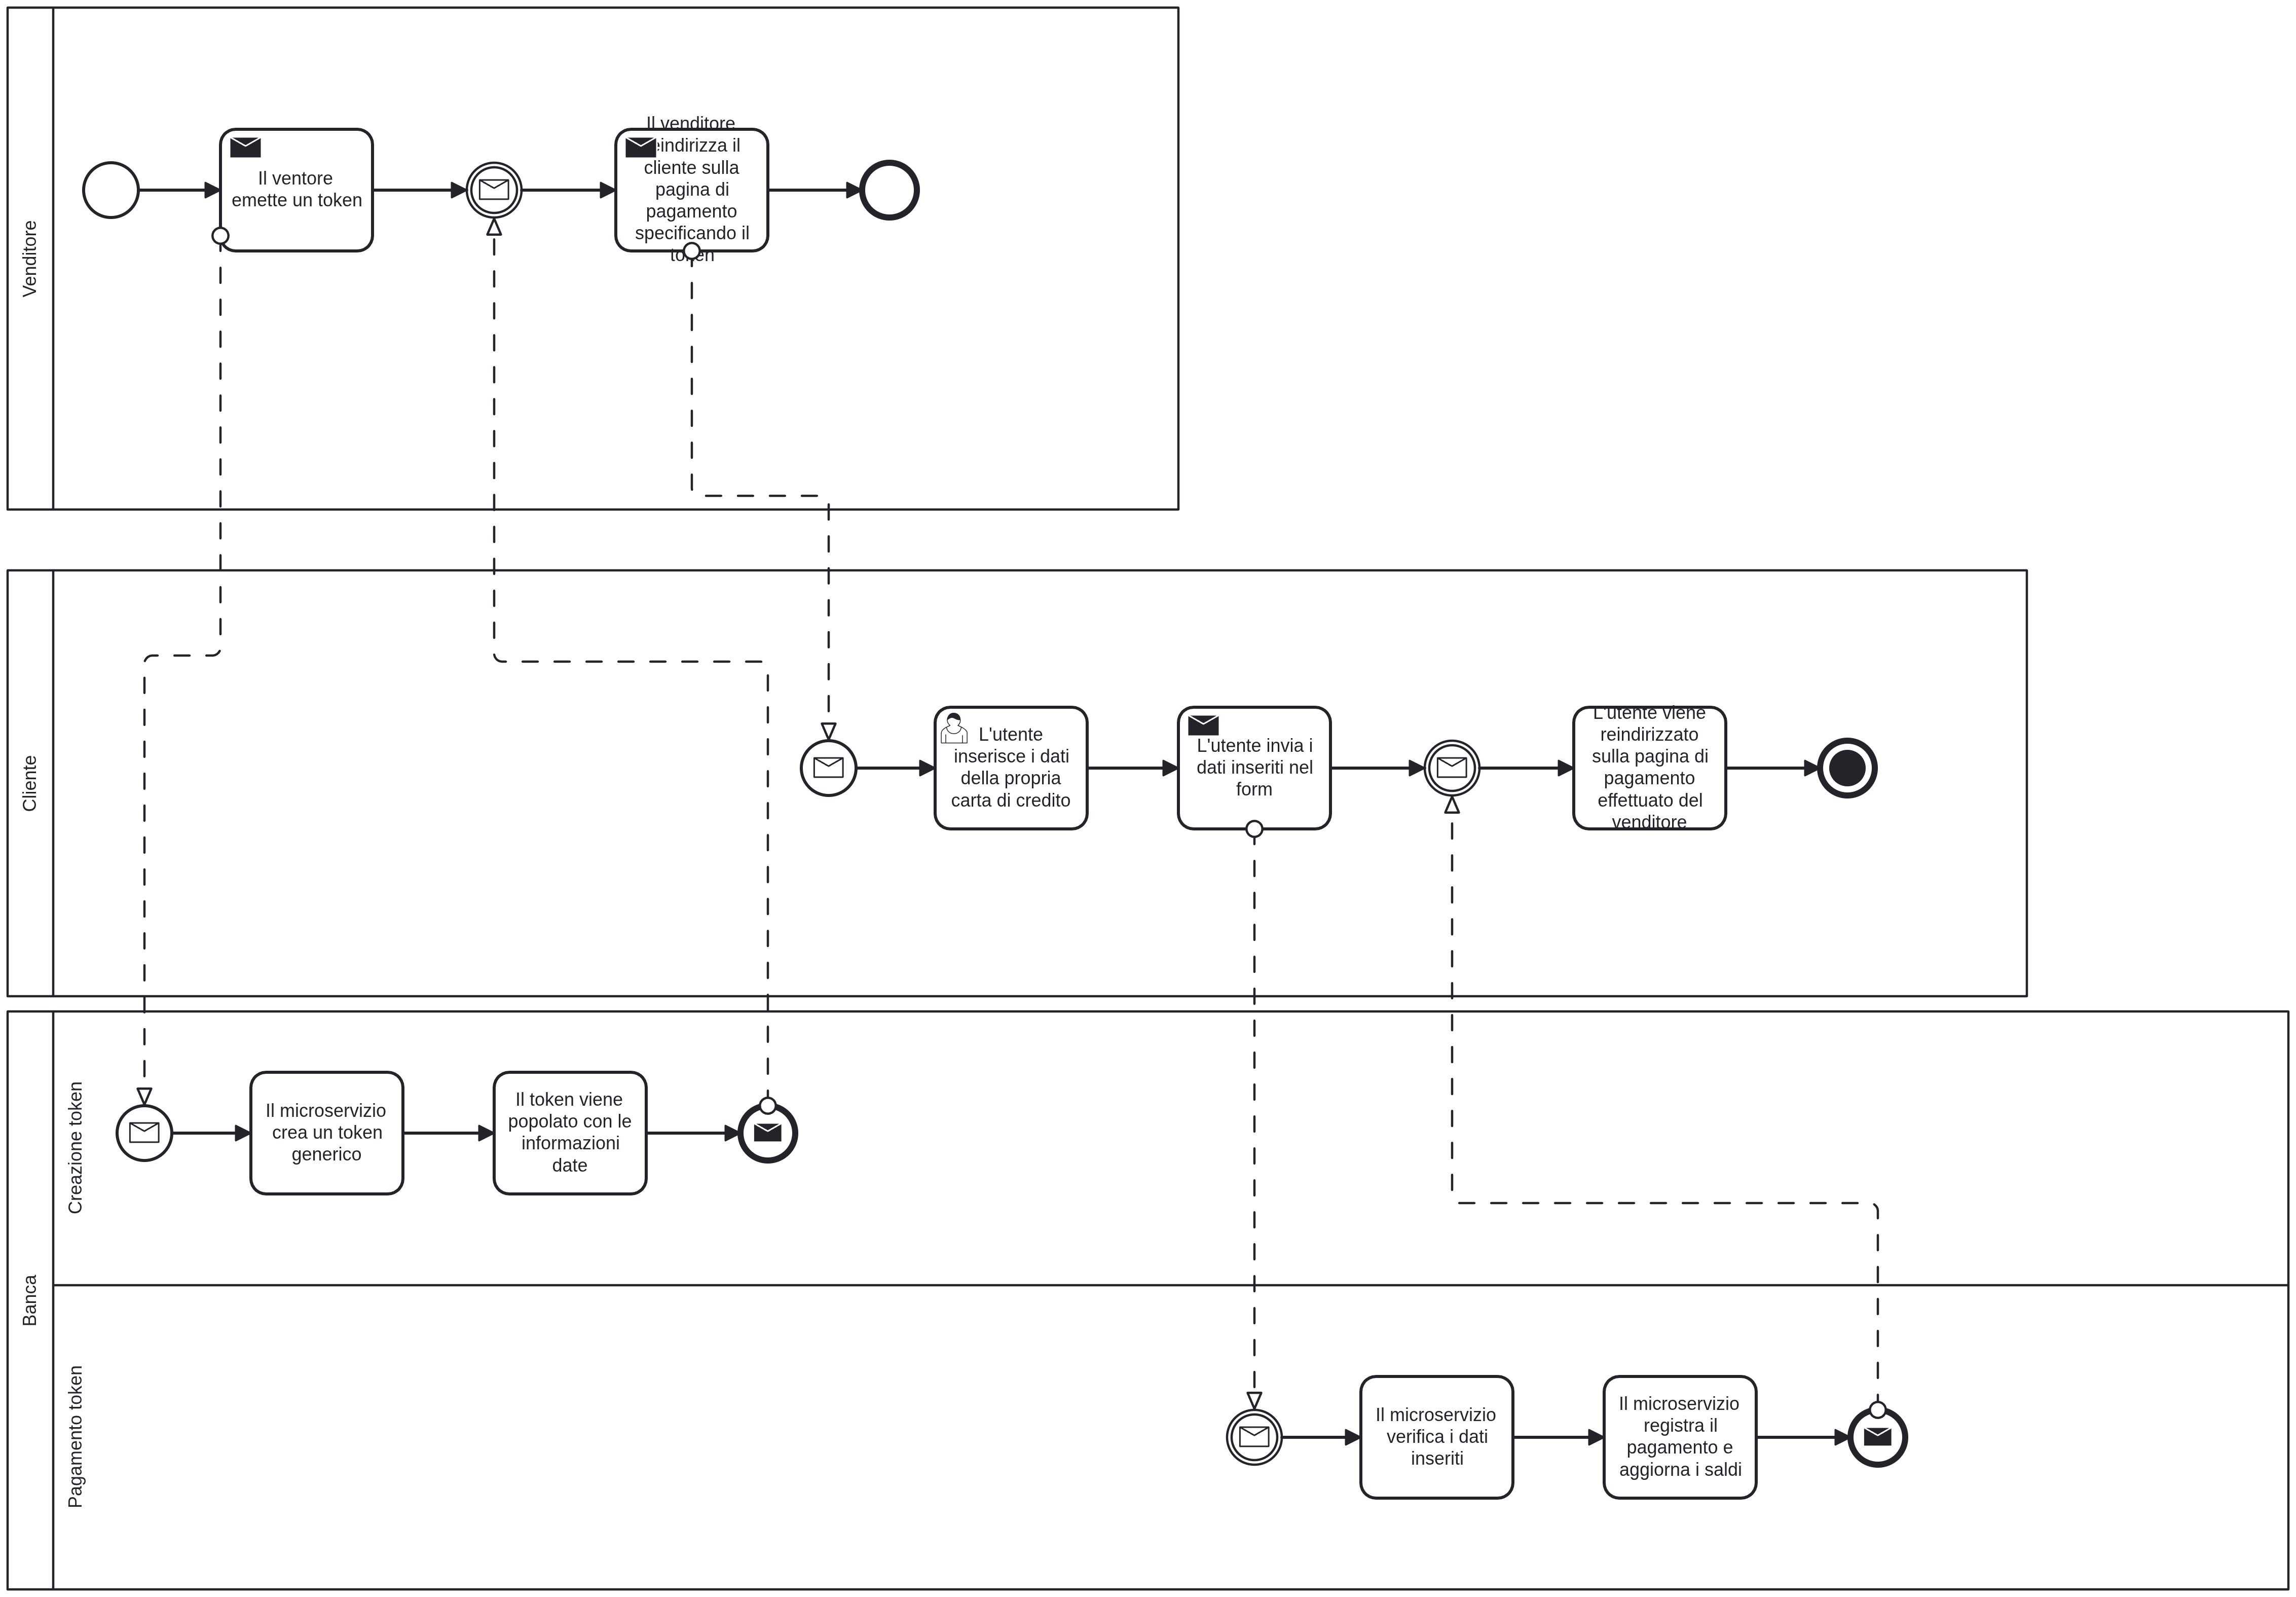 Venditore
Il ventore
emette un token
Il venditore
reindirizza il
cliente sulla
pagina di
pagamento
specificando il
token
Cliente
L'utente
inserisce i dati
della propria
carta di credito
L'utente invia i
dati inseriti nel
form
L'utente viene
reindirizzato
sulla pagina di
pagamento
effettuato del
venditore
Banca
Creazione token
Il microservizio
crea un token
generico
Il token viene
popolato con le
informazioni
date
Pagamento token
Il microservizio
verifica i dati
inseriti
Il microservizio
registra il
pagamento e
aggiorna i saldi